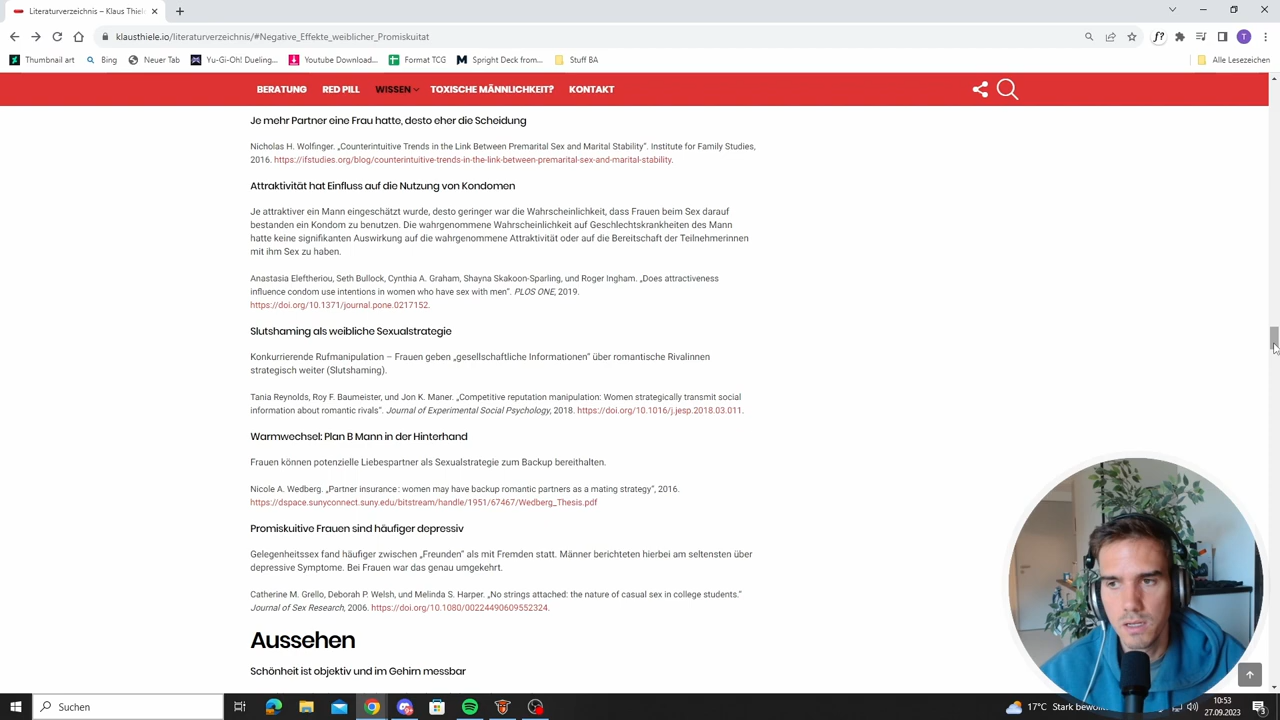 Literaturverzeichnis – Klaus Thiele
klausthiele.io/literaturverzeichnis/#Negative_Effekte_weiblicher_Promiskuitat
Thumbnail art Bing Neuer Tab Yu-Gi-Oh! Dueling... Youtube Download... Format TCG Spright Deck from... Stuff BA Alle Lesezeichen
BERATUNG RED PILL WISSEN TOXISCHE MÄNNLICHKEIT? KONTAKT
Je mehr Partner eine Frau hatte, desto eher die Scheidung
Nicholas H. Wolfinger. „Counterintuitive Trends in the Link Between Premarital Sex and Marital Stability“. Institute for Family Studies,
2016. https://ifstudies.org/blog/counterintuitive-trends-in-the-link-between-premarital-sex-and-marital-stability.
Attraktivität hat Einfluss auf die Nutzung von Kondomen
Je attraktiver ein Mann eingeschätzt wurde, desto geringer war die Wahrscheinlichkeit, dass Frauen beim Sex darauf
bestanden ein Kondom zu benutzen. Die wahrgenommene Wahrscheinlichkeit auf Geschlechtskrankheiten des Mann
hatte keine signifikanten Auswirkung auf die wahrgenommene Attraktivität oder auf die Bereitschaft der Teilnehmerinnen
mit ihm Sex zu haben.
Anastasia Eleftheriou, Seth Bullock, Cynthia A. Graham, Shayna Skakoon-Sparling, und Roger Ingham. „Does attractiveness
influence condom use intentions in women who have sex with men“. PLOS ONE, 2019.
https://doi.org/10.1371/journal.pone.0217152.
Slutshaming als weibliche Sexualstrategie
Konkurrierende Rufmanipulation – Frauen geben „gesellschaftliche Informationen“ über romantische Rivalinnen
strategisch weiter (Slutshaming).
Tania Reynolds, Roy F. Baumeister, und Jon K. Maner. „Competitive reputation manipulation: Women strategically transmit social
information about romantic rivals“. Journal of Experimental Social Psychology, 2018. https://doi.org/10.1016/j.jesp.2018.03.011.
Warmwechsel: Plan B Mann in der Hinterhand
Frauen können potenzielle Liebespartner als Sexualstrategie zum Backup bereithalten.
Nicole A. Wedberg. „Partner insurance : women may have backup romantic partners as a mating strategy“, 2016.
https://dspace.sunyconnect.suny.edu/bitstream/handle/1951/67467/Wedberg_Thesis.pdf
Promiskuitive Frauen sind häufiger depressiv
Gelegenheitssex fand häufiger zwischen „Freunden“ als mit Fremden statt. Männer berichteten hierbei am seltensten über
depressive Symptome. Bei Frauen war das genau umgekehrt.
Catherine M. Grello, Deborah P. Welsh, und Melinda S. Harper. „No strings attached: the nature of casual sex in college students.“
Journal of Sex Research, 2006. https://doi.org/10.1080/00224490609552324.
Aussehen
Schönheit ist objektiv und im Gehirn messbar
Suchen
17°C Stark
10:53
27.09.2023